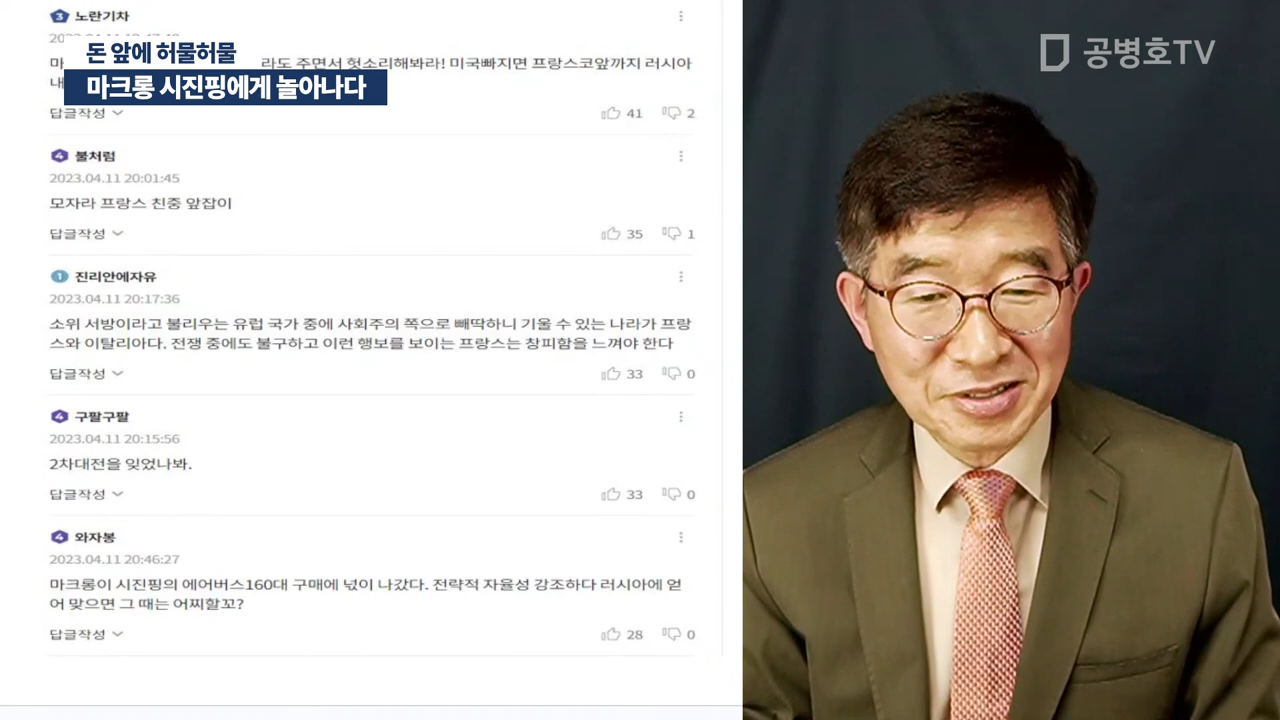 노란기차
돈 앞에 허물허물
마 라도 주면서 헛소리해봐라! 미국빠지면 프랑스코앞까지 러시아
마크롱 시진핑에게 놀아나다
답글작성 41 2
불처럼
2023.04.11 20:01:45
모자라 프랑스 친중 앞잡이
답글작성 35 1
진리안에자유
2023.04.11 20:17:36
소위 서방이라고 불리우는 유럽 국가 중에 사회주의 쪽으로 빼딱하니 기울 수 있는 나라가 프랑
스와 이탈리아다. 전쟁 중에도 불구하고 이런 행보를 보이는 프랑스는 창피함을 느껴야 한다
답글작성 33 0
구팔구팔
2023.04.11 20:15:56
2차대전을 잊었나봐.
답글작성 33 0
와자봉
2023.04.11 20:46:27
마크롱이 시진핑의 에어버스160대 구매에 넋이 나갔다. 전략적 자율성 강조하다 러시아에 얻
어 맞으면 그 때는 어찌할꼬?
답글작성 28 0
공병호TV